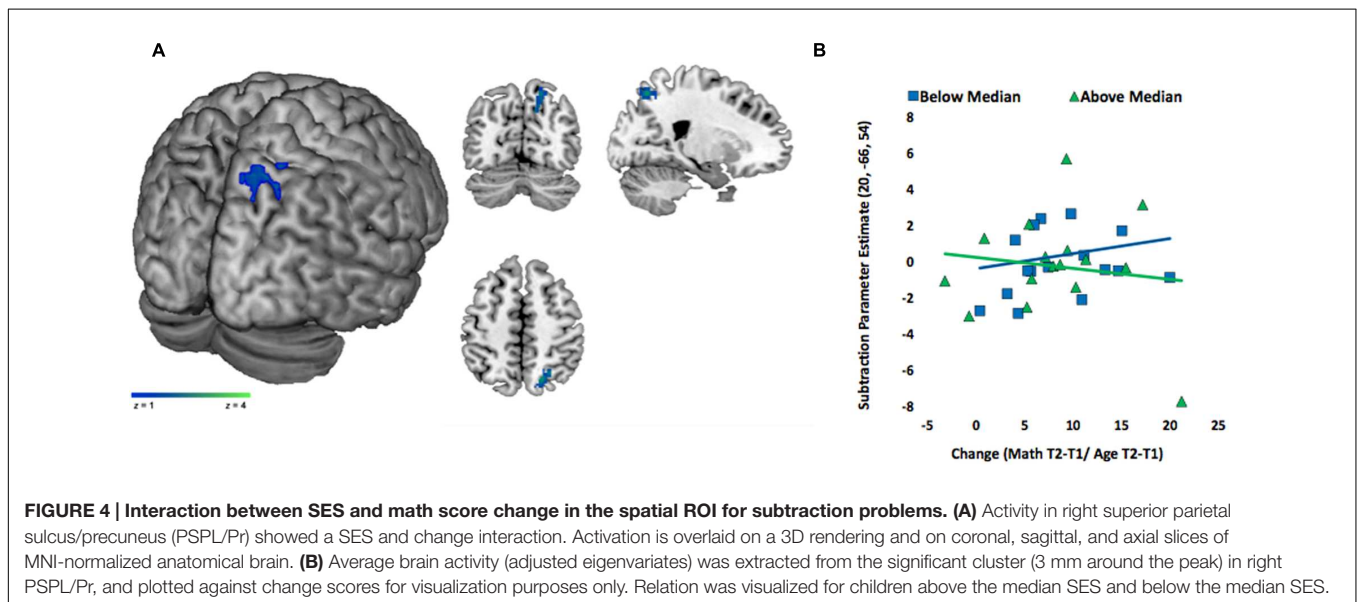 A
B
z = 1
z = 4
Below Median
Above Median
8
6
4
2
0
-2
-4
-6
-8
Subtraction Parameter Estimate (20, -66, 54)
-5 0 5 10 15 20 25
Change (Math T2-T1/ Age T2-T1)
FIGURE 4 | Interaction between SES and math score change in the spatial ROI for subtraction problems. (A) Activity in right superior parietal
sulcus/precuneus (PSPL/Pr) showed a SES and change interaction. Activation is overlaid on a 3D rendering and on coronal, sagittal, and axial slices of
MNI-normalized anatomical brain. (B) Average brain activity (adjusted eigenvariates) was extracted from the significant cluster (3 mm around the peak) in right
PSPL/Pr, and plotted against change scores for visualization purposes only. Relation was visualized for children above the median SES and below the median SES.